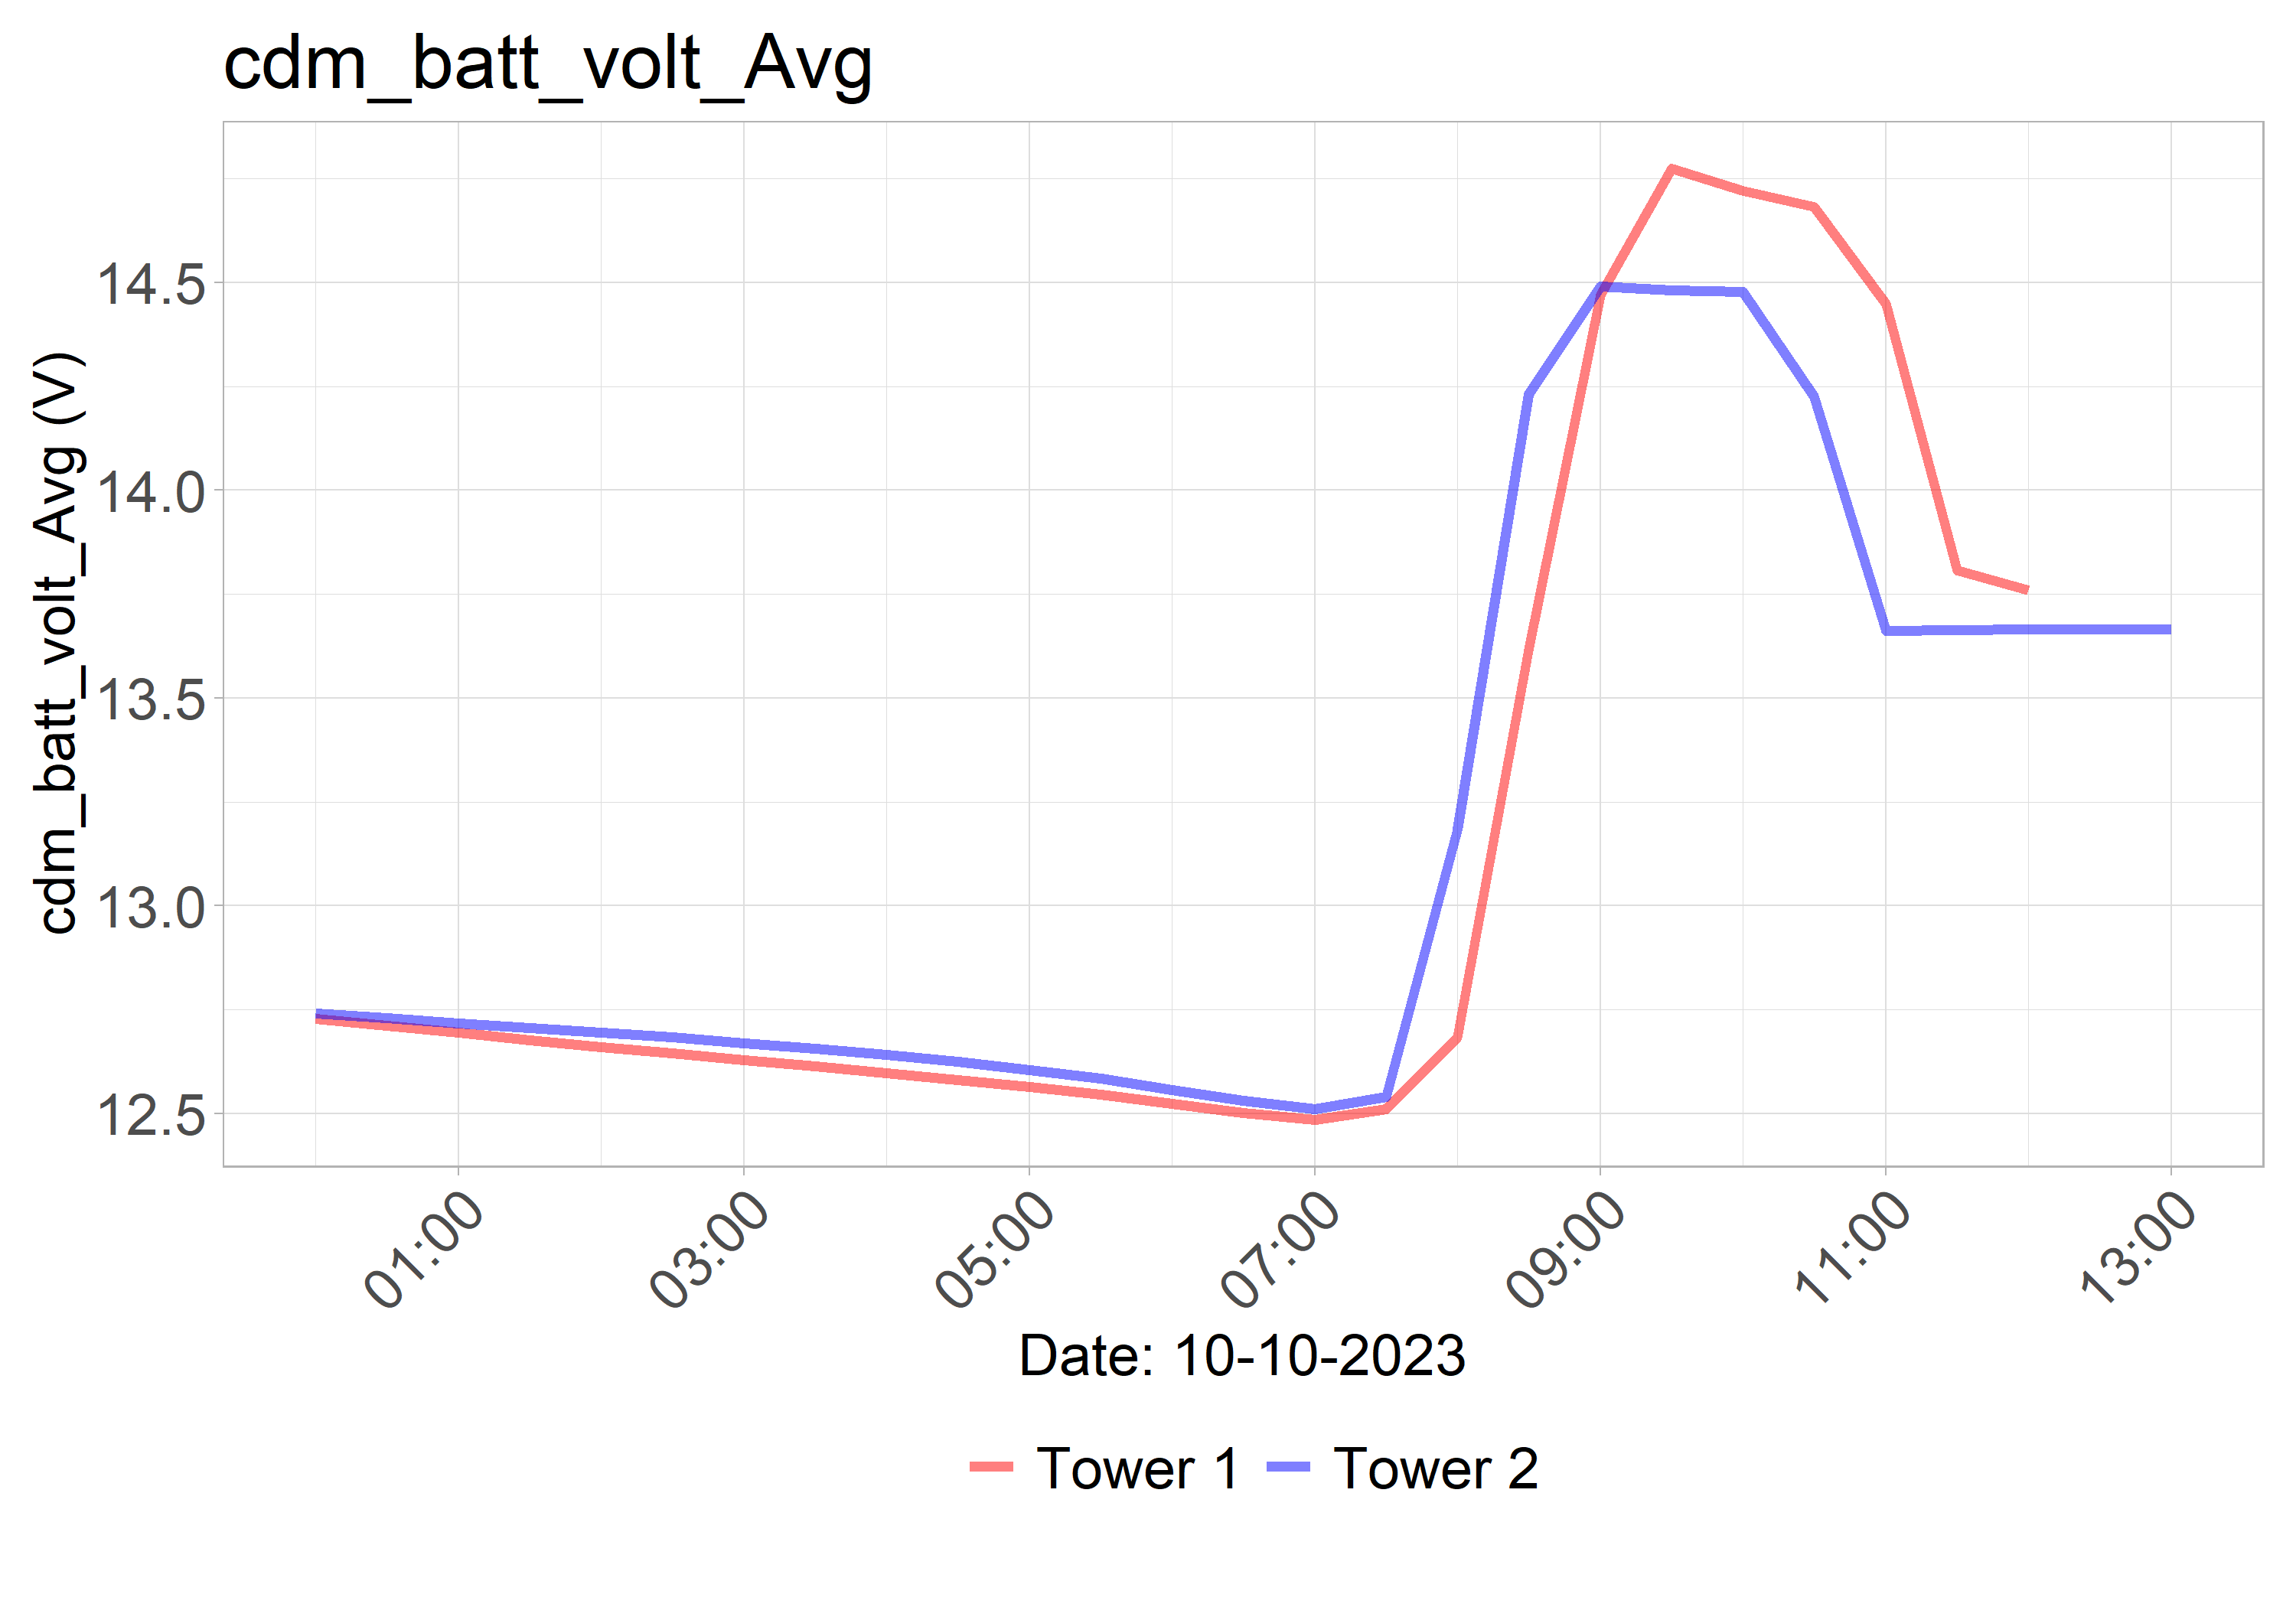 cdm_batt_volt_Avg
cdm_batt_volt_Avg (V)
14.5
14.0
13.5
13.0
12.5
01:00
03:00
05:00
07:00
09:00
11:00
13:00
Date: 10-10-2023
Tower 1
Tower 2